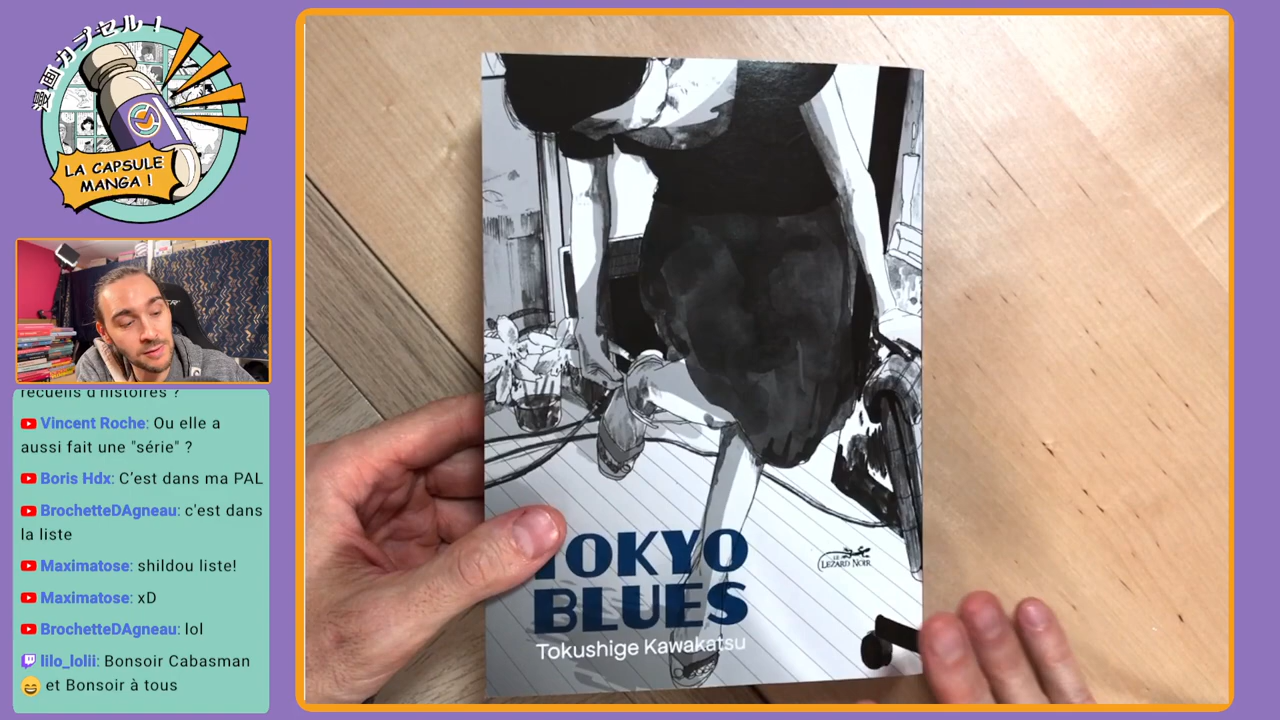 漫画カプセル！
LA CAPSULE
MANGA !
recueils d'histoires ?
Vincent Roche: Ou elle a
aussi fait une "série" ?
Boris Hdx: C'est dans ma PAL
BrochetteDAgneau: c'est dans
la liste
Maximatose: shildou liste!
Maximatose: xD
BrochetteDAgneau: lol
lilo_lolii: Bonsoir Cabasman
😄 et Bonsoir à tous
TOKYO
BLUES
Tokushige Kawakatsu
LE
LEZARD NOIR